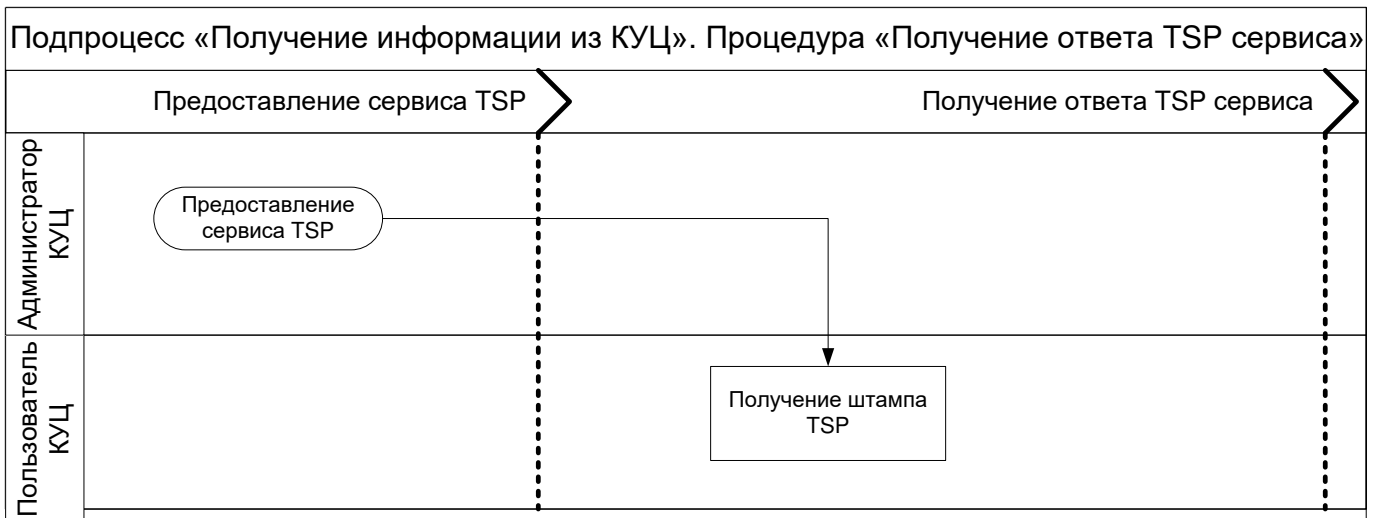 Подпроцесс «Получение информации из КУЦ». Процедура «Получение ответа TSP сервиса»
Предоставление сервиса TSP
Получение ответа TSP сервиса
Администратор
КУЦ
Предоставление
сервиса TSP
Пользователь
КУЦ
Получение штампа
TSP